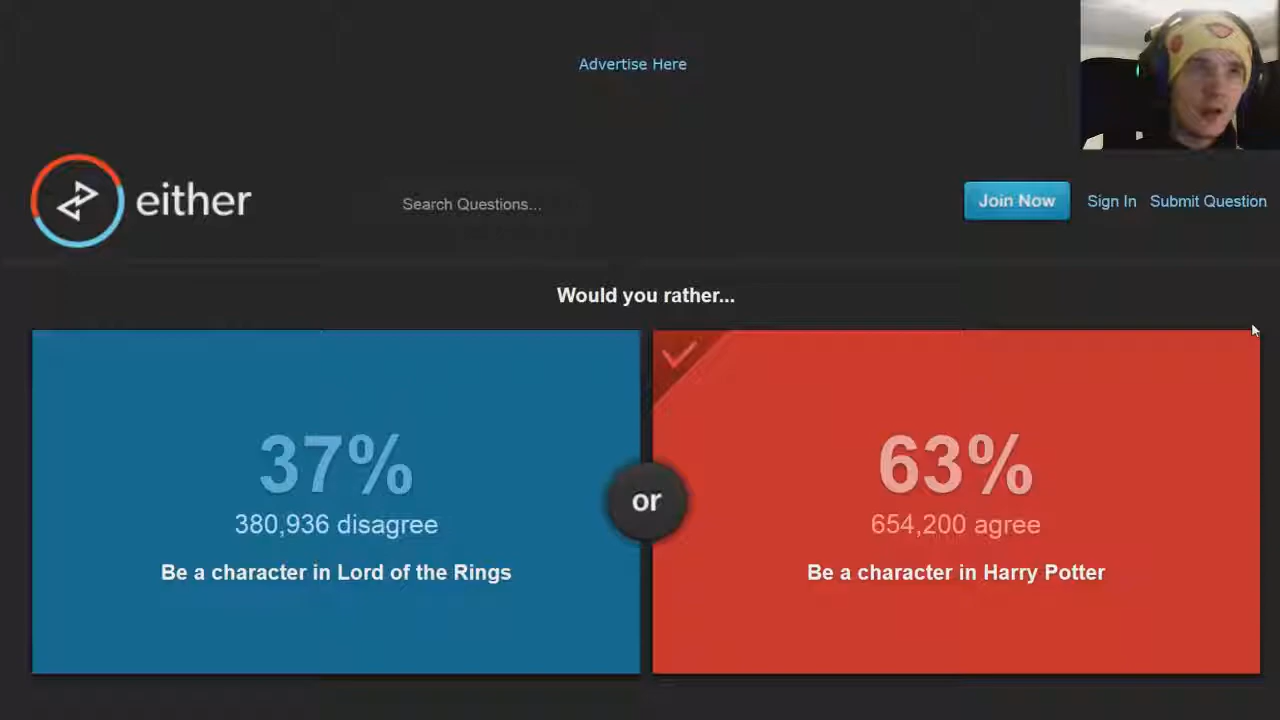 Advertise Here
either
Search Questions...
Join Now
Sign In
Submit Question
Would you rather...
37%
380,936 disagree
Be a character in Lord of the Rings
or
63%
654,200 agree
Be a character in Harry Potter